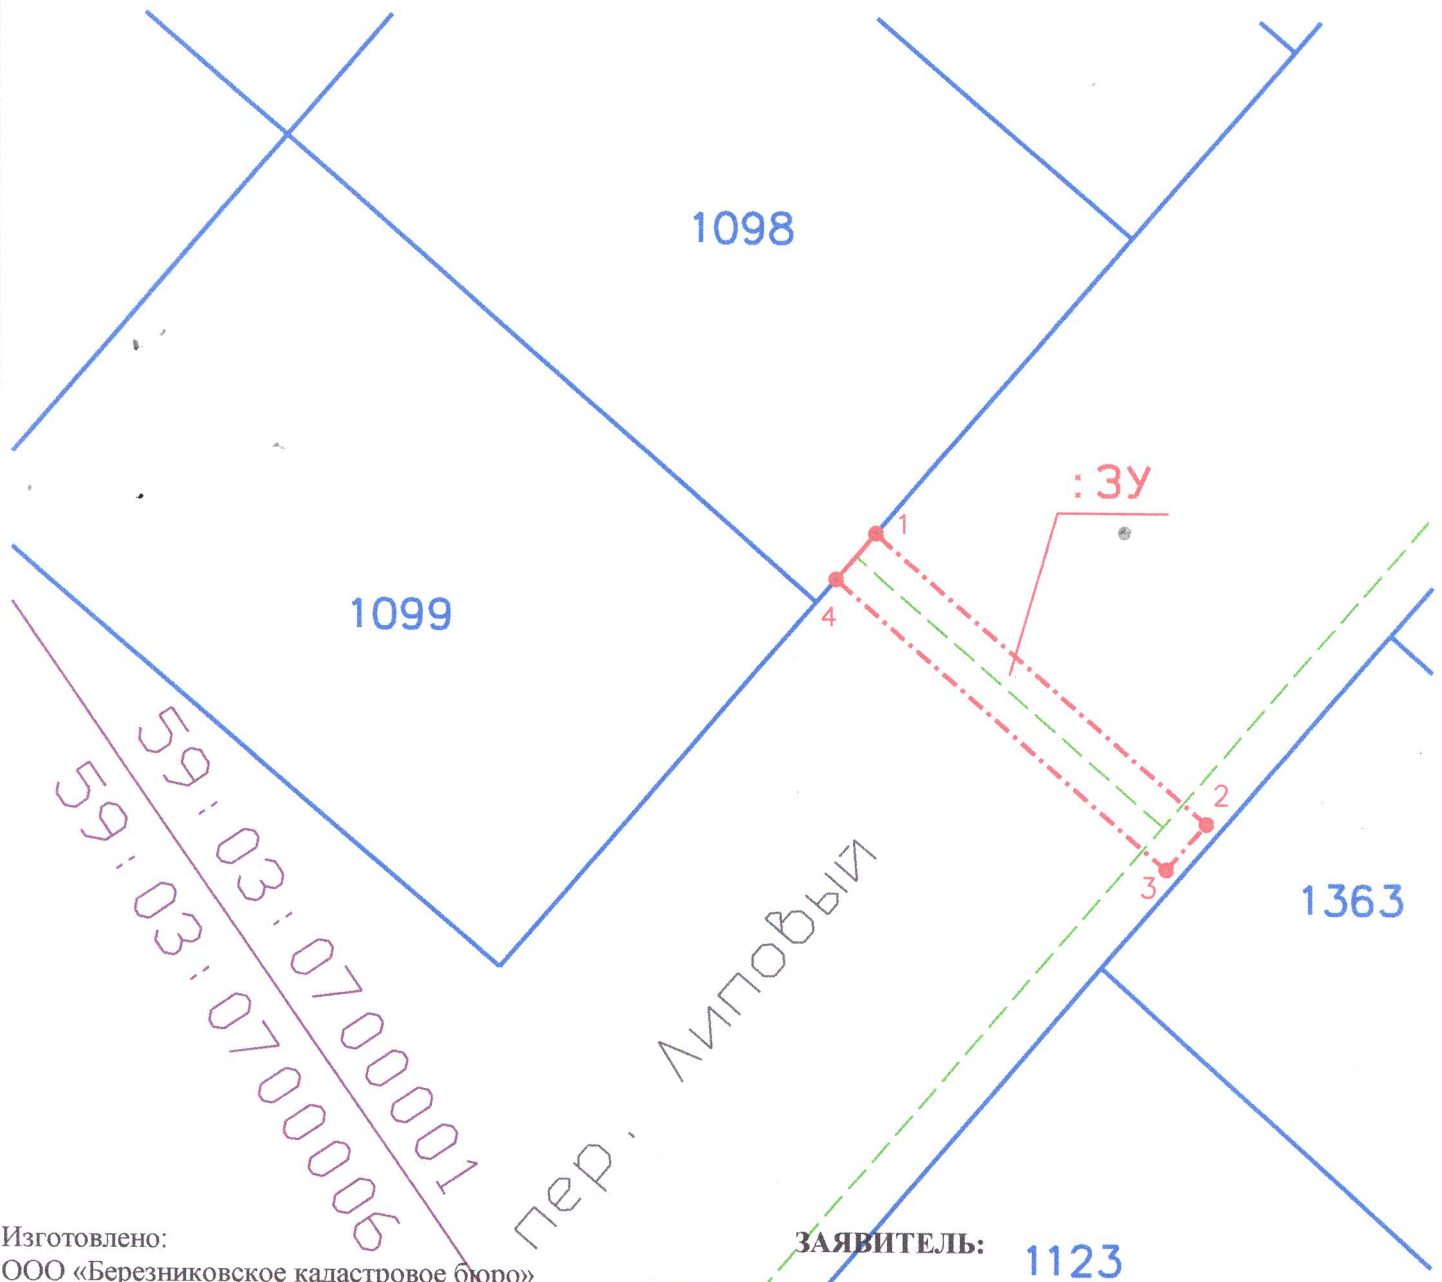 1098
:ЗУ
1
4
1099
2
3
1363
59:03:0700001
59:03:0700006
пер. Липовый
Изготовлено:
ООО «Березниковское кадастровое бюро»
ЗАЯВИТЕЛЬ:
1123